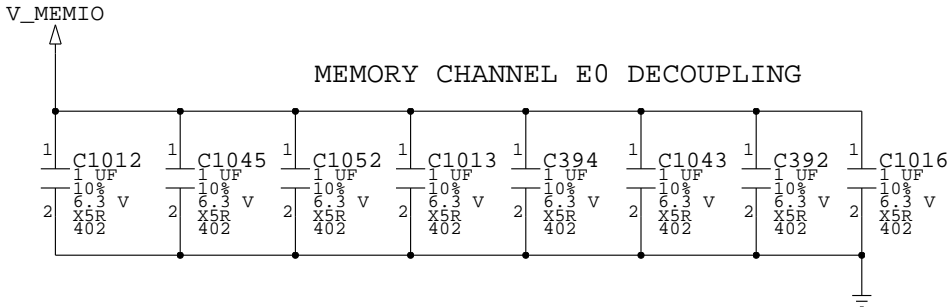 V_MEMIO
MEMORY CHANNEL E0 DECOUPLING
1
C1012
1 UF
10%
6.3 V
2
X5R
402
1
C1045
1 UF
10%
6.3 V
2
X5R
402
1
C1052
1 UF
10%
6.3 V
2
X5R
402
1
C1013
1 UF
10%
6.3 V
2
X5R
402
1
C394
1 UF
10%
6.3 V
2
X5R
402
1
C1043
1 UF
10%
6.3 V
2
X5R
402
1
C392
1 UF
10%
6.3 V
2
X5R
402
1
C1016
1 UF
10%
6.3 V
2
X5R
402